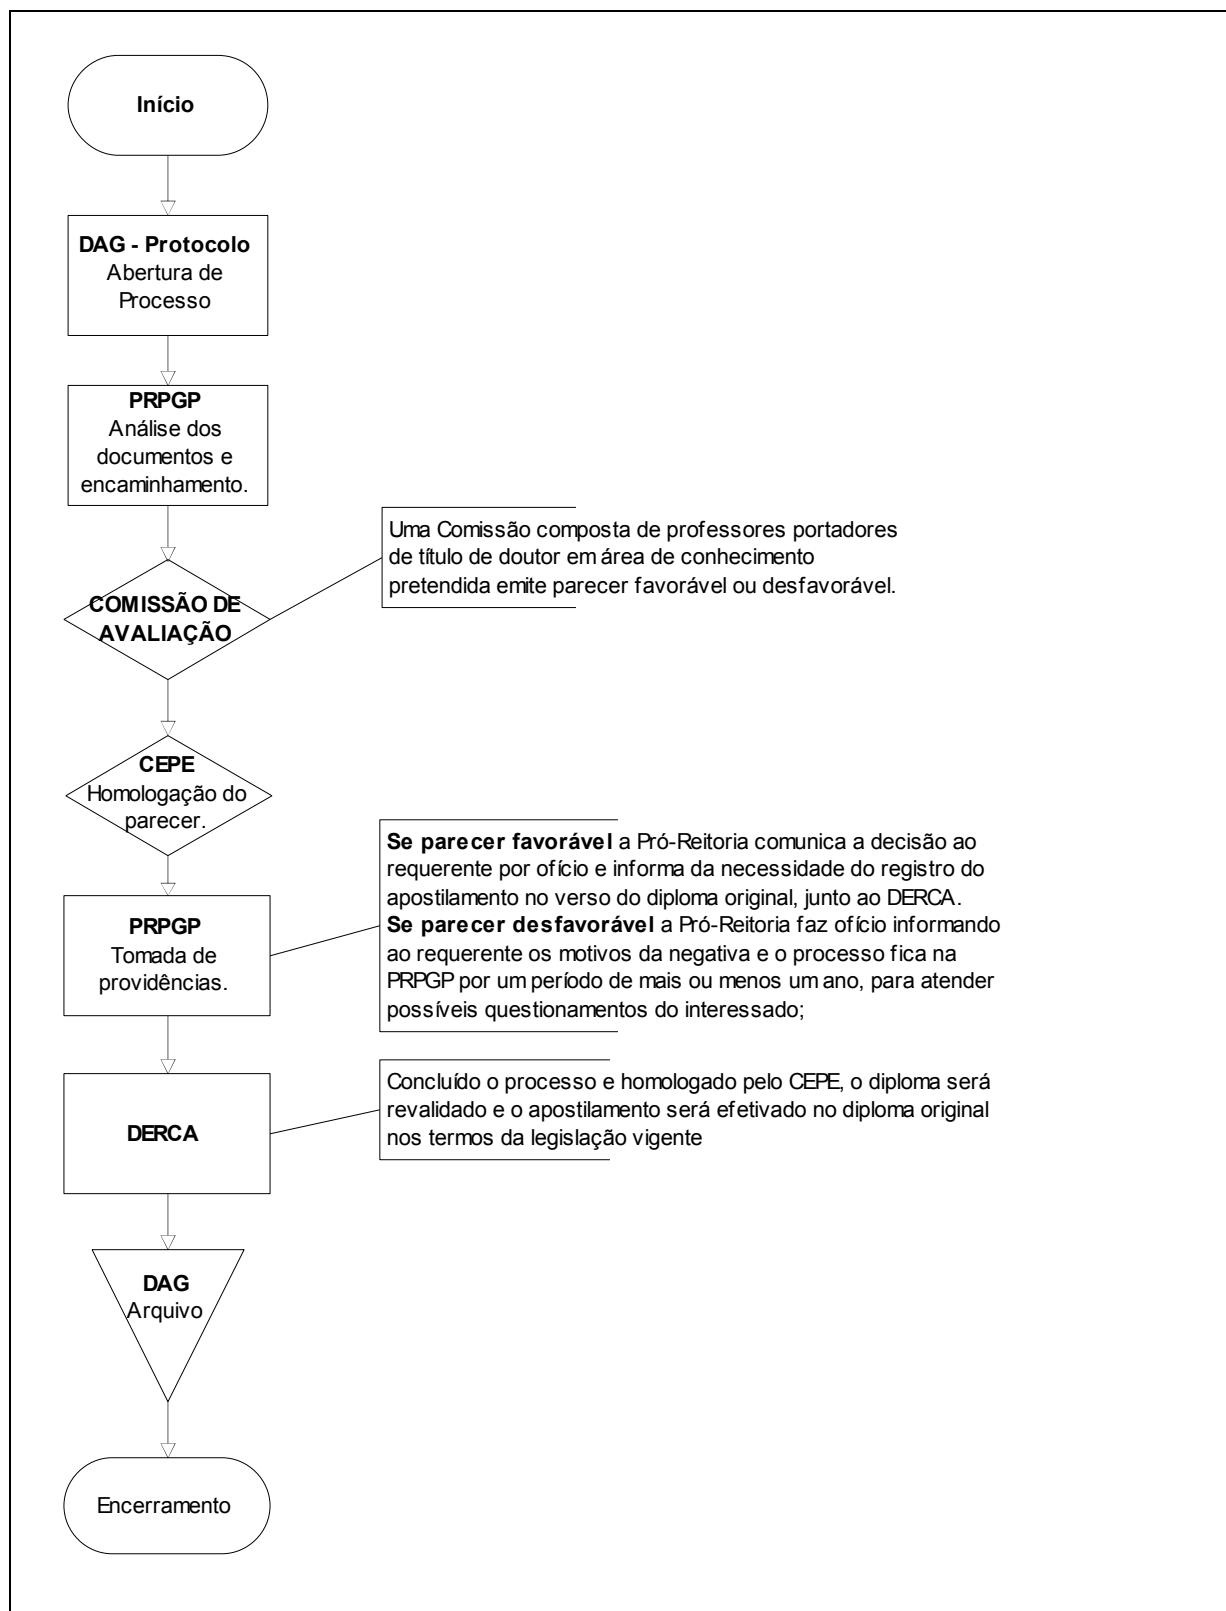 Início
DAG - Protocolo
Abertura de
Processo
PRPGP
Análise dos
documentos e
encaminhamento.
Uma Comissão composta de professores portadores
de título de doutor em área de conhecimento
pretendida emite parecer favorável ou desfavorável.
COMISSÃO DE
AVALIAÇÃO
CEPE
Homologação do
parecer.
Se parecer favorável a Pró-Reitoria comunica a decisão ao
requerente por ofício e informa da necessidade do registro do
apostilamento no verso do diploma original, junto ao DERCA.
Se parecer desfavorável a Pró-Reitoria faz ofício informando
ao requerente os motivos da negativa e o processo fica na
PRPGP por um período de mais ou menos um ano, para atender
possíveis questionamentos do interessado;
PRPGP
Tomada de
providências.
Concluído o processo e homologado pelo CEPE, o diploma será
revalidado e o apostilamento será efetivado no diploma original
nos termos da legislação vigente
DERCA
DAG
Arquivo
Encerramento